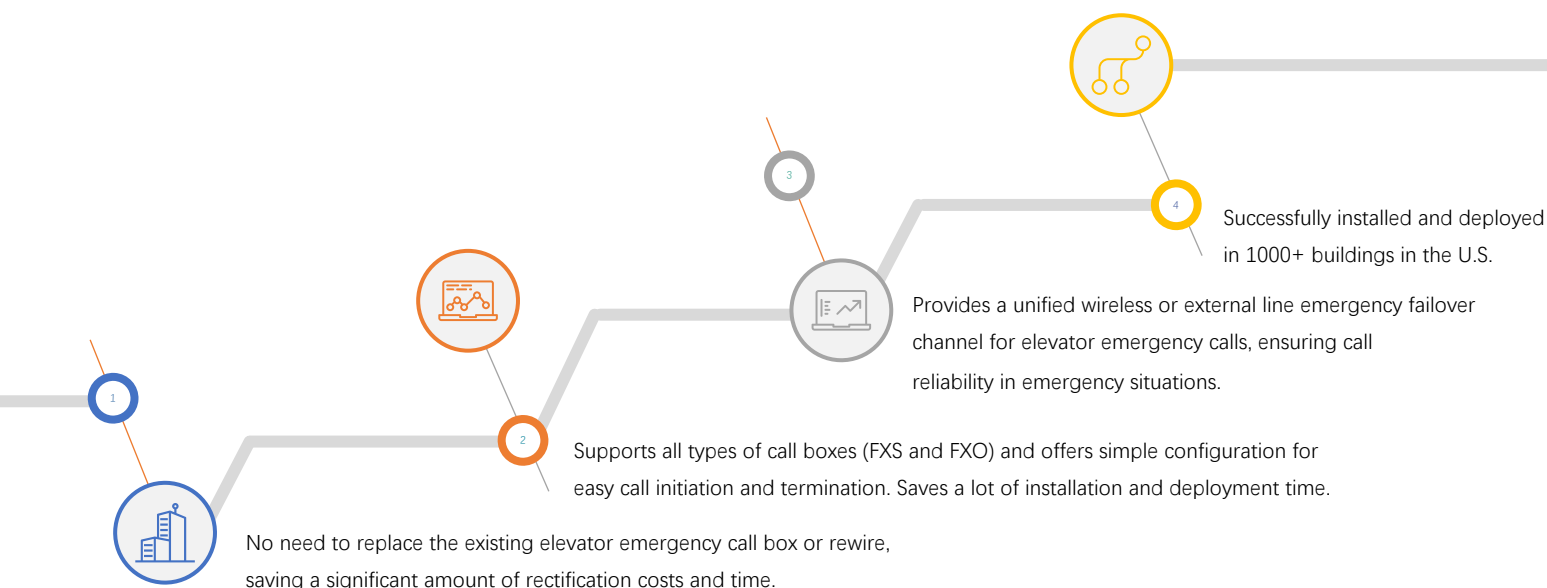 1
No need to replace the existing elevator emergency call box or rewire,
saving a significant amount of rectification costs and time.
2
Supports all types of call boxes (FXS and FXO) and offers simple configuration for
easy call initiation and termination. Saves a lot of installation and deployment time.
3
Provides a unified wireless or external line emergency failover
channel for elevator emergency calls, ensuring call
reliability in emergency situations.
4
Successfully installed and deployed
in 1000+ buildings in the U.S.